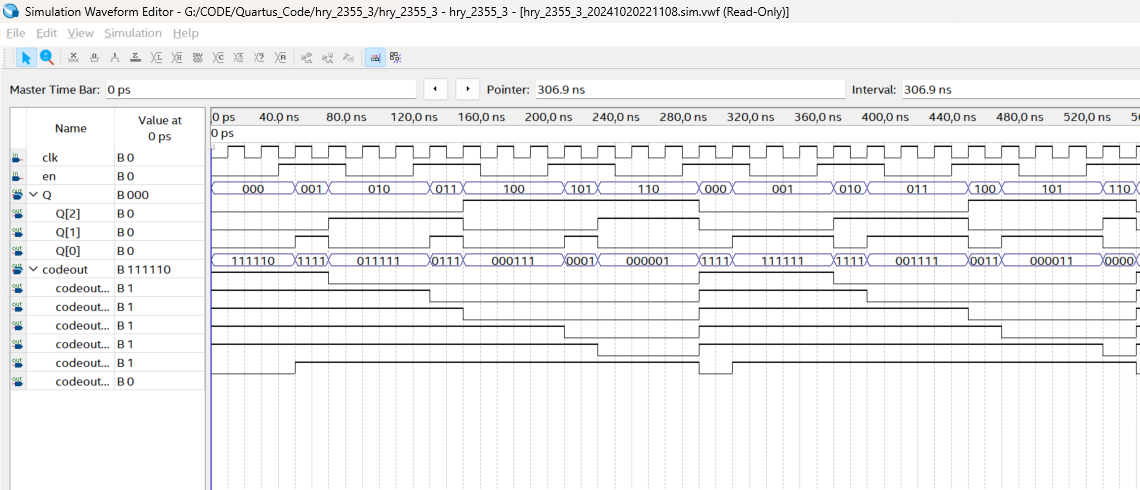 Simulation Waveform Editor - G:/CODE/Quartus_Code/hry_2355_3/hry_2355_3 - hry_2355_3 - [hry_2355_3_20241020221108.sim.vwf (Read-Only)]
File Edit View Simulation Help
Master Time Bar: 0 ps Pointer: 306.9 ns Interval: 306.9 ns
Name Value at 0 ps
0 ps 40.0 ns 80.0 ns 120,0 ns 160,0 ns 200,0 ns 240,0 ns 280,0 ns 320,0 ns 360,0 ns 400,0 ns 440,0 ns 480,0 ns 520,0 ns
0 ps
clk B 0
en B 0
Q B 000 000 001 010 011 100 101 110 000 001 010 011 100 101 110
Q[2] B 0
Q[1] B 0
Q[0] B 0
codeout B 111110 111110 1111 011111 0111 000111 0001 000001 1111 111111 1111 001111 0011 000011 0000
codeout... B 1
codeout... B 1
codeout... B 1
codeout... B 1
codeout... B 1
codeout... B 0